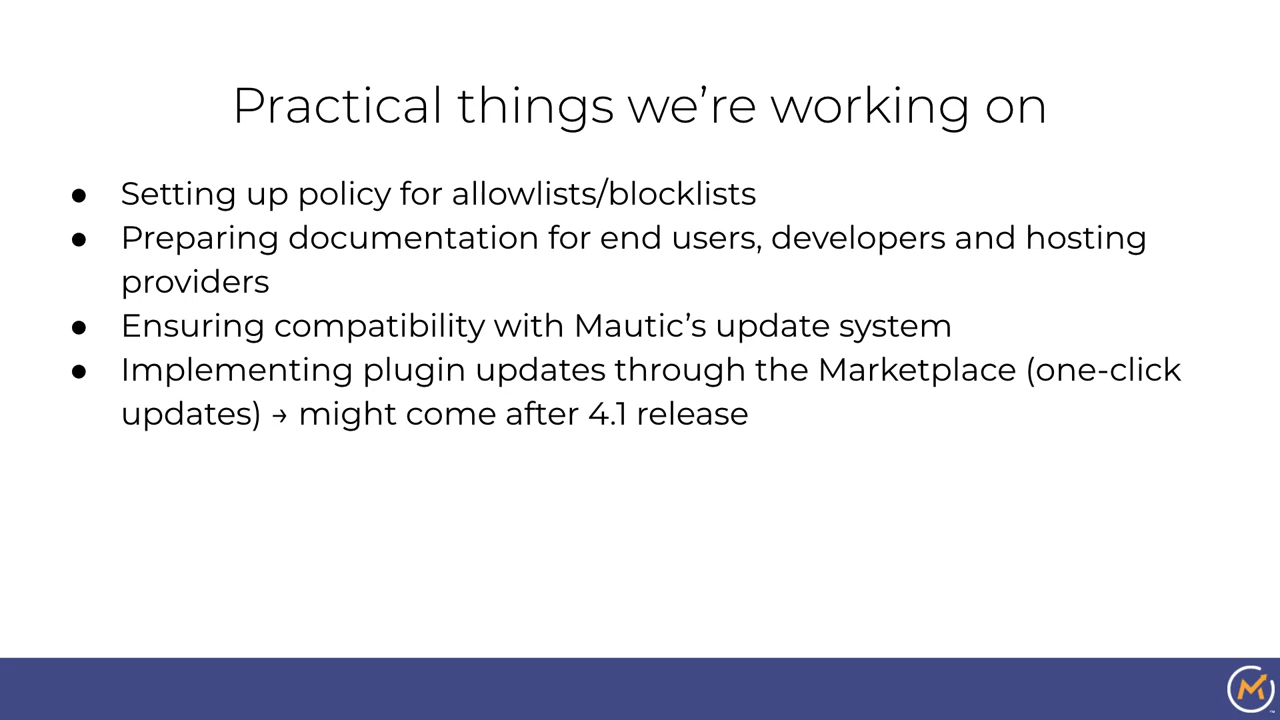 Practical things we’re working on
● Setting up policy for allowlists/blocklists
● Preparing documentation for end users, developers and hosting
providers
● Ensuring compatibility with Mautic’s update system
● Implementing plugin updates through the Marketplace (one-click
updates) → might come after 4.1 release